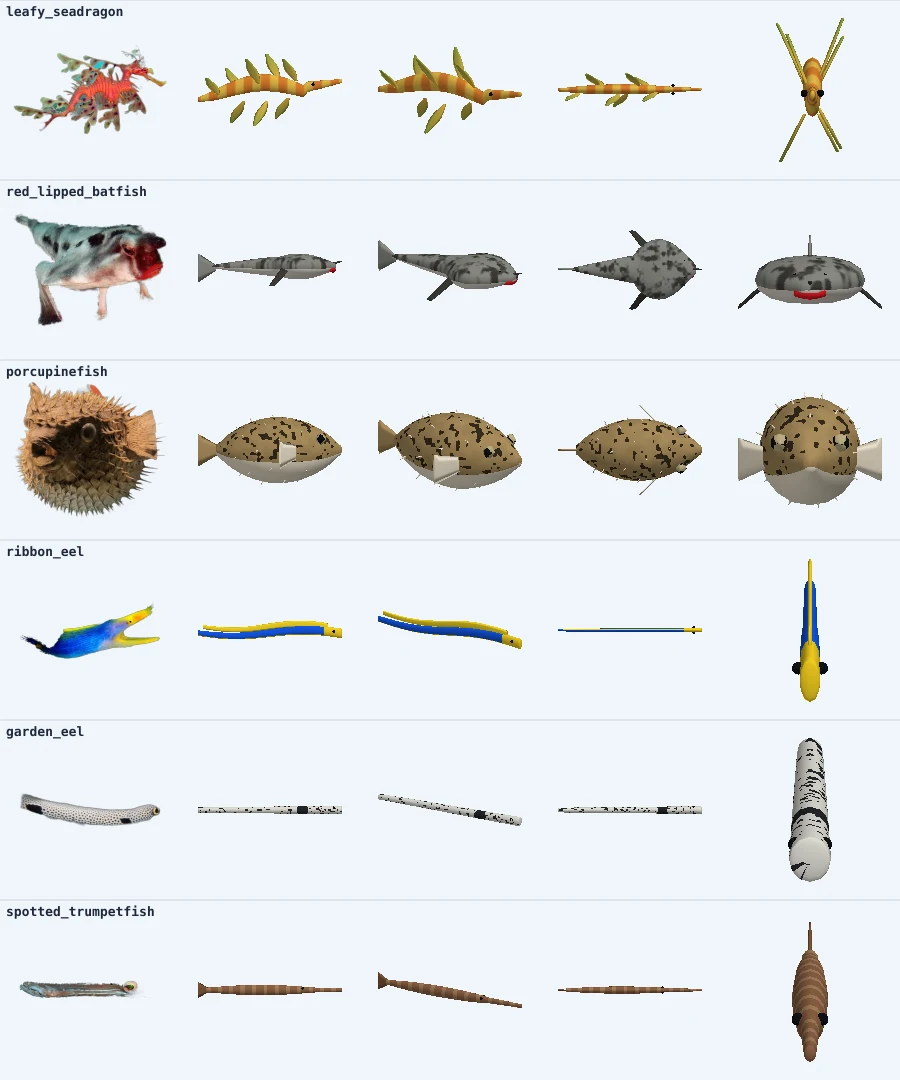 leafy_seadragon
red_lipped_batfish
porcupinefish
ribbon_eel
garden_eel
spotted_trumpetfish